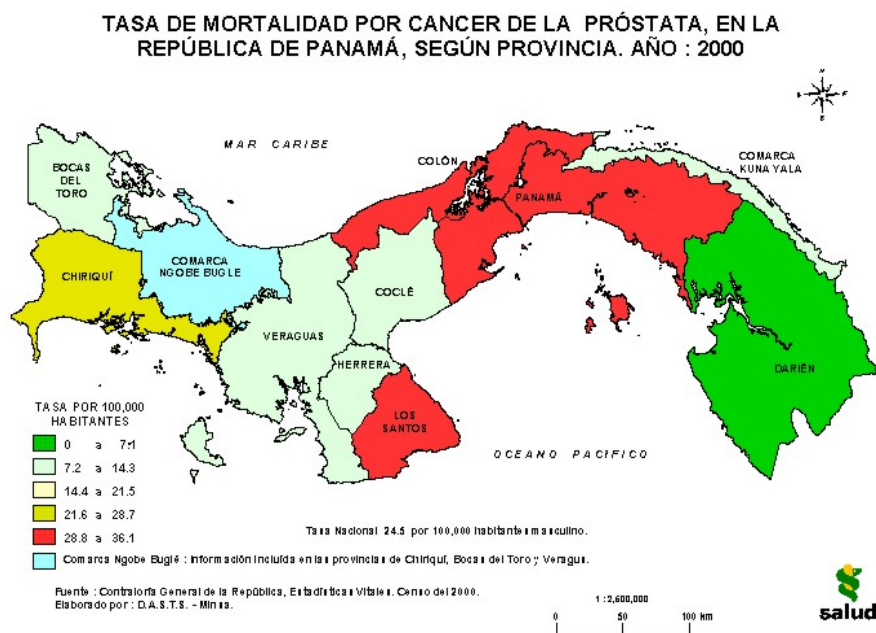 TASA DE MORTALIDAD POR CANCER DE LA PRÓSTATA, EN LA
REPÚBLICA DE PANAMÁ, SEGÚN PROVINCIA. AÑO : 2000
N
E
S
MAR CARIBE
BOCAS
DEL
TORO
COLÓN
COMARCA
KUNA YALA
PANAMÁ
COMARCA
NGOBE BUGLE
CHIRIQUÍ
COCLÉ
VERAGUAS
HERRERA
DARIÉN
LOS
SANTOS
OCEANO PACIFICO
TASA POR 100,000
HABITANTES
0 a 7.1
7.2 a 14.3
14.4 a 21.5
21.6 a 28.7
28.8 a 36.1
Tasa Nacional 24.5 por 100,000 habitantes masculino.
Comarca Ngobe Buglé : Información incluída en las provincias de Chiriquí, Bocas del Toro y Veragua.
Fuente : Contraloría General de la República, Estadísticas Vitales. Censo del 2000.
Elaborado por : D.A.S.T.S. - Minsa.
1 : 2,600,000
0 50 100 km
salud